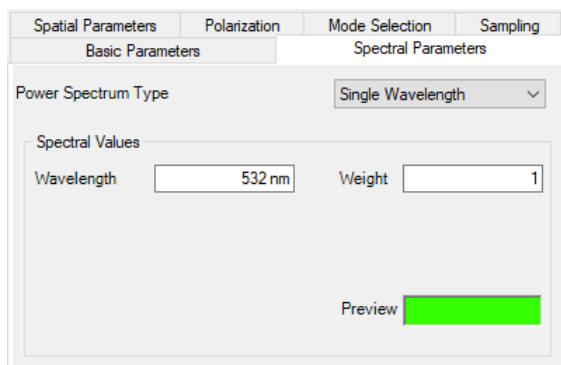 Spatial Parameters Polarization Mode Selection Sampling
Basic Parameters Spectral Parameters
Power Spectrum Type Single Wavelength
Spectral Values
Wavelength 532 nm Weight 1
Preview